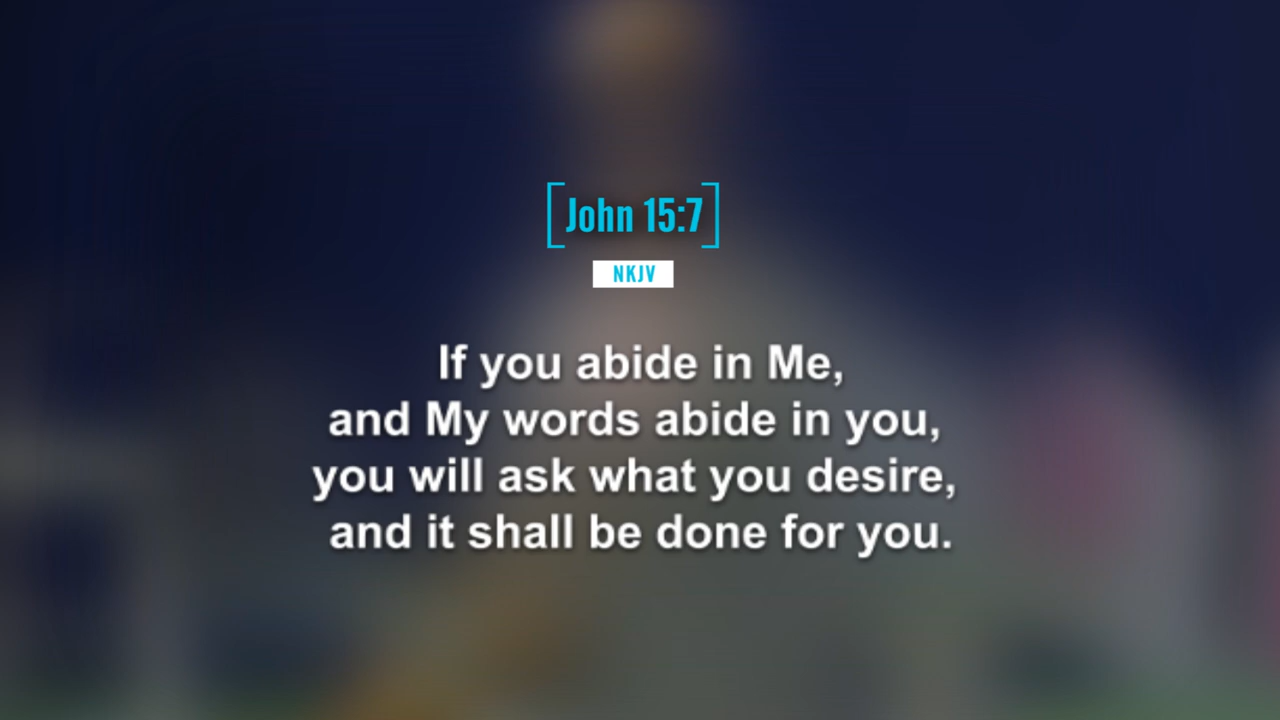 [John 15:7]
NKJV
If you abide in Me,
and My words abide in you,
you will ask what you desire,
and it shall be done for you.